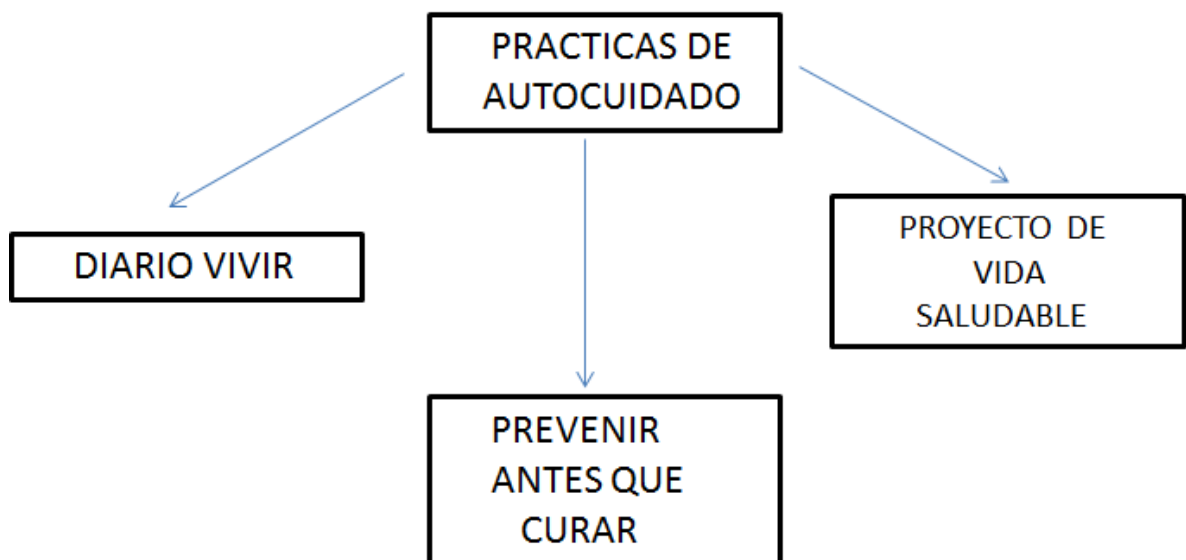 PRACTICAS DE
AUTOCUIDADO
DIARIO VIVIR
PROYECTO DE
VIDA
SALUDABLE
PREVENIR
ANTES QUE
CURAR